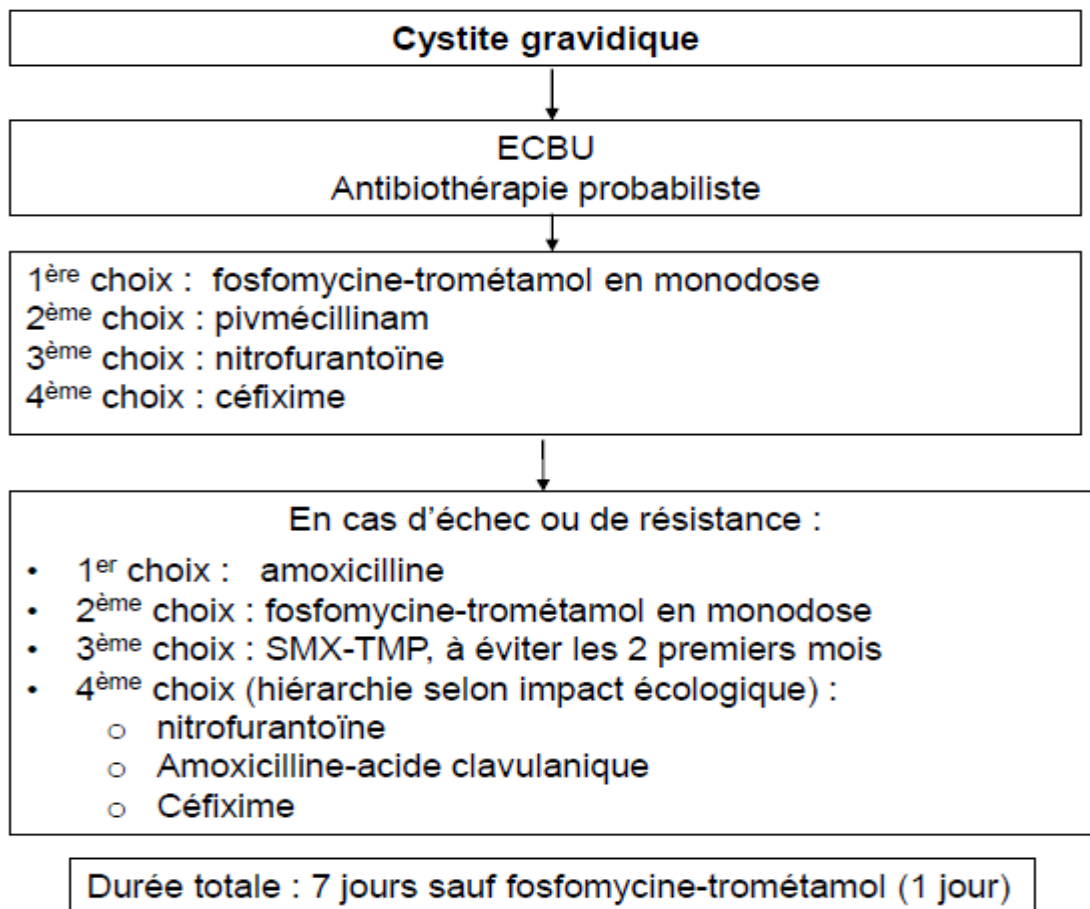 Cystite gravidique
ECBU
Antibiothérapie probabiliste
1ère choix : fosfomycine-trométamol en monodose
2ème choix : pivmécillinam
3ème choix : nitrofurantoïne
4ème choix : céfixime
En cas d'échec ou de résistance :
• 1er choix : amoxicilline
• 2ème choix : fosfomycine-trométamol en monodose
• 3ème choix : SMX-TMP, à éviter les 2 premiers mois
• 4ème choix (hiérarchie selon impact écologique) :
o nitrofurantoïne
o Amoxicilline-acide clavulanique
o Céfixime
Durée totale : 7 jours sauf fosfomycine-trométamol (1 jour)